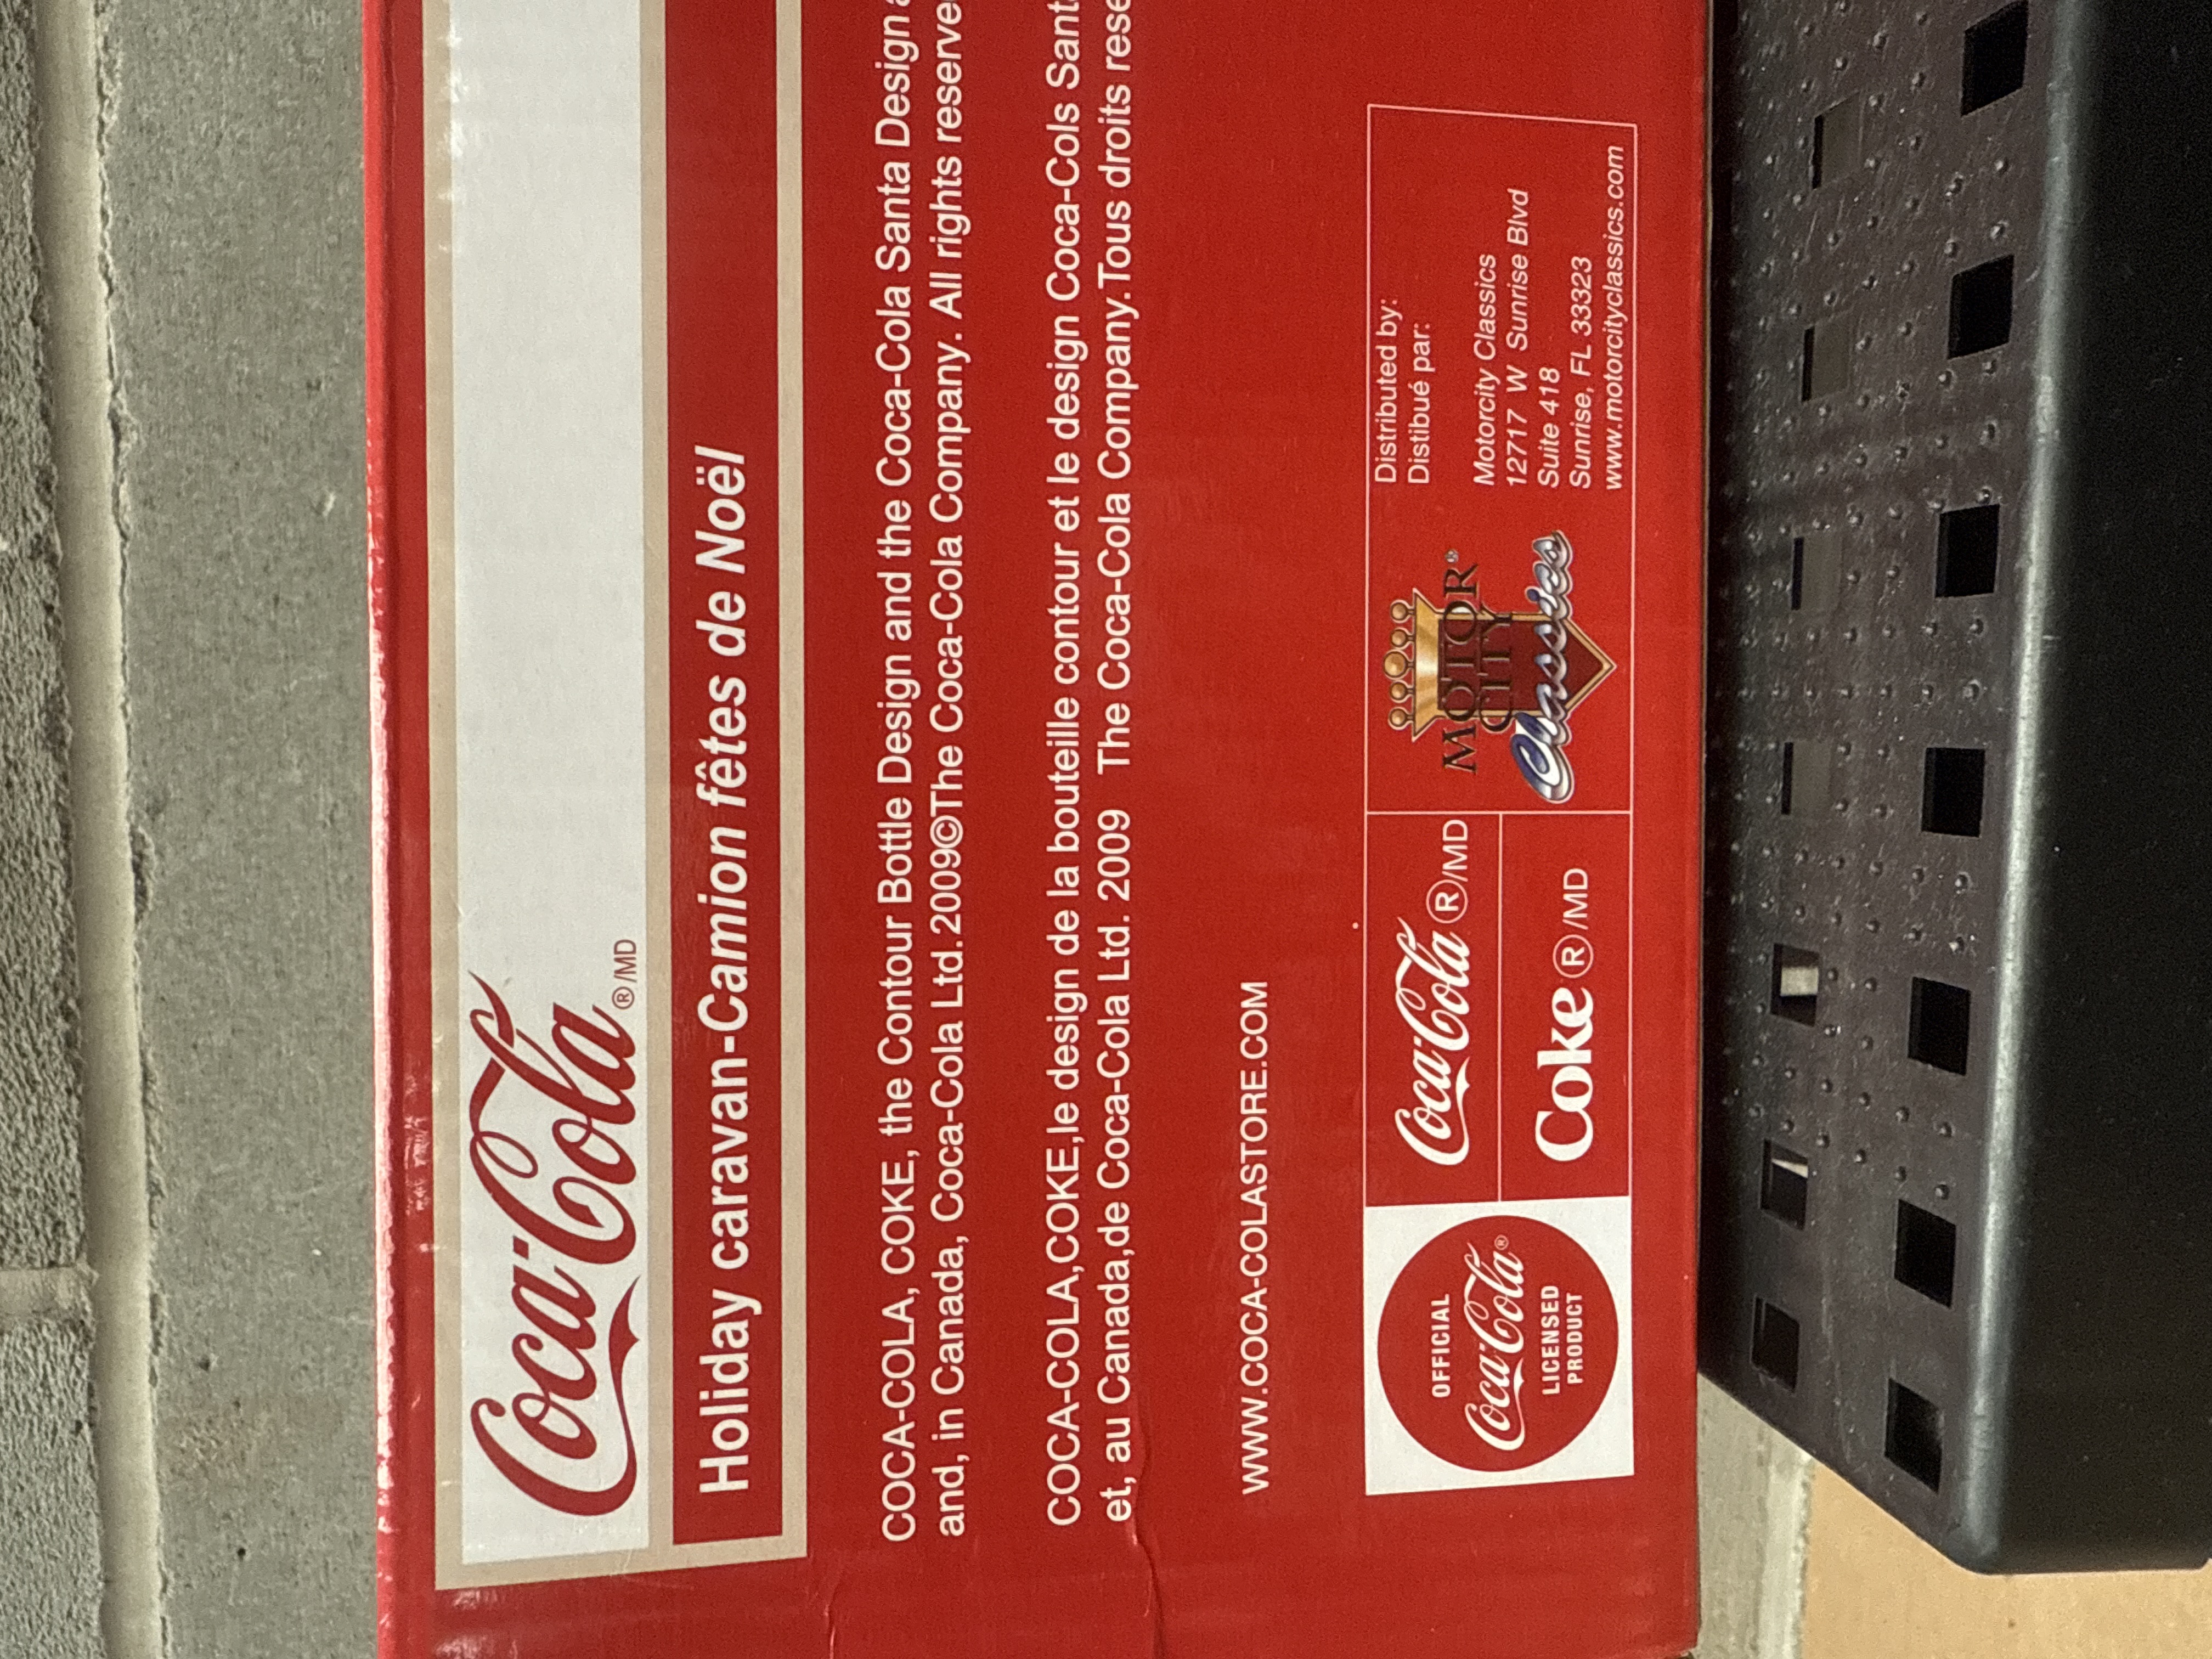 Coca-Cola ®/MD
Holiday caravan-Camion fêtes de Noël
COCA-COLA, COKE, the Contour Bottle Design and the Coca-Cola Santa Design
and, in Canada, Coca-Cola Ltd.2009©The Coca-Cola Company. All rights
COCA-COLA,COKE,le design de la bouteille contour et le design Coca-Cols
et, au Canada,de Coca-Cola Ltd. 2009 The Coca-Cola Company.Tous droits
WWW.COCA-COLASTORE.COM
OFFICIAL
Coca-Cola®
LICENSED
PRODUCT
Coca-Cola ®/MD
Coke ®/MD
MOTOR®
CITY
Classics
Distributed by:
Distibué par:
Motorcity Classics
12717 W Sunrise Blvd
Suite 418
Sunrise, FL 33323
www.motorcityclassics.com